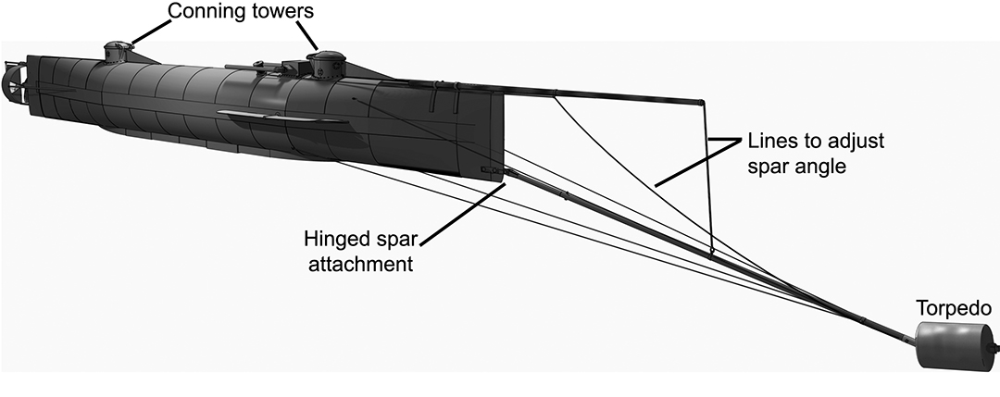 Conning towers
Lines to adjust
spar angle
Hinged spar
attachment
Torpedo